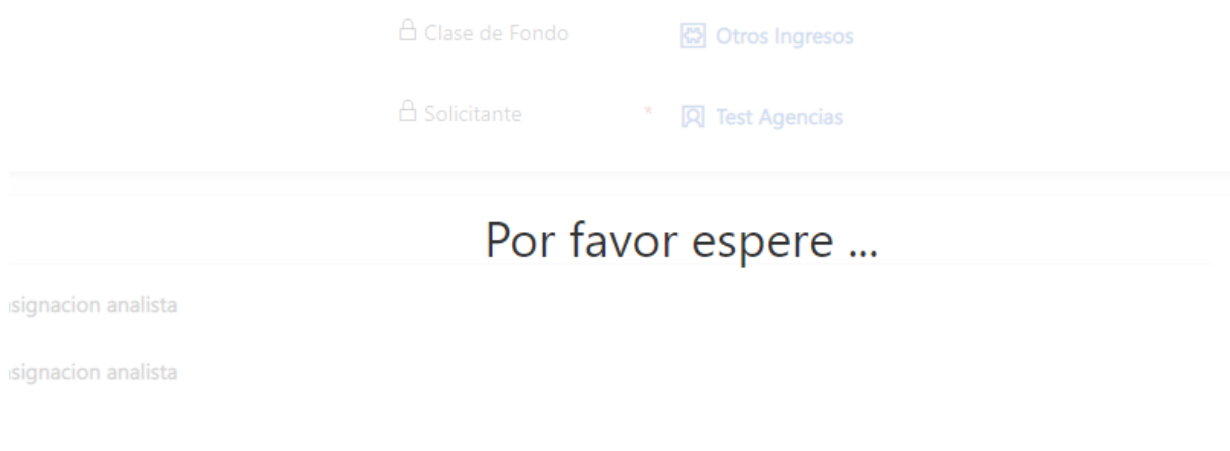 Clase de Fondo Otros Ingresos
Solicitante * Test Agencias
Por favor espere ...
signacion analista
signacion analista